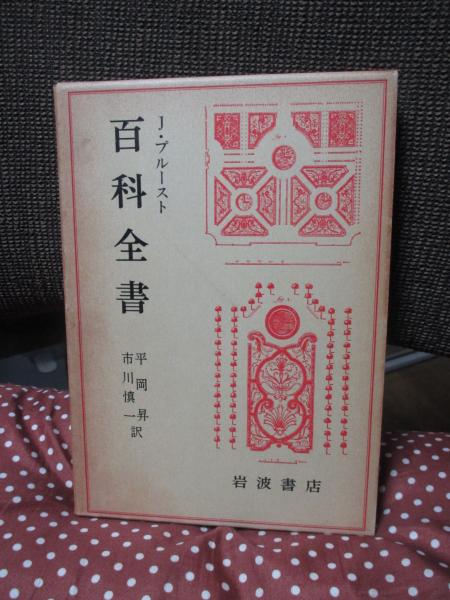 J・プルースト
百科全書
平岡昇
市川慎一訳
岩波書店